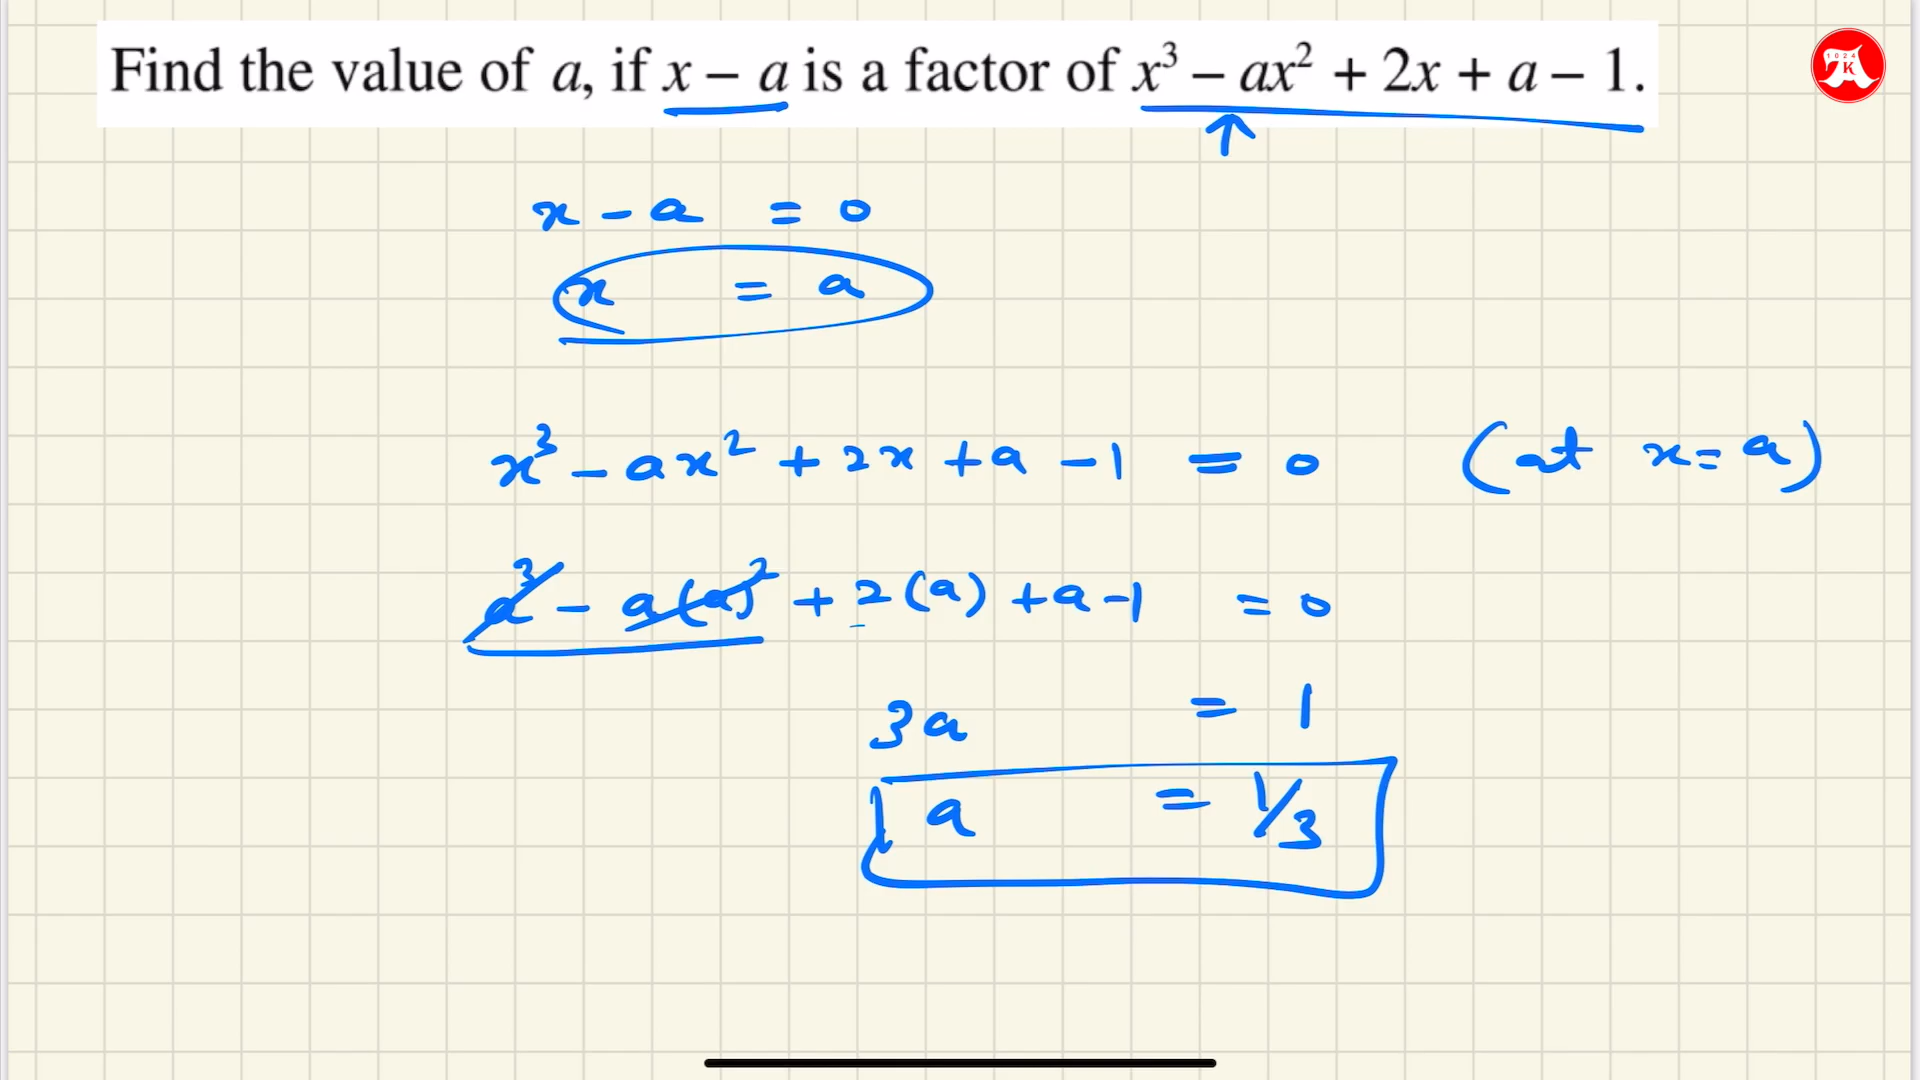 Find the value of a, if x – a is a factor of x³ – ax² + 2x + a – 1.
1024
K
x - a = 0
x = a
x³ - ax² + 2x + a - 1 = 0 (at x = a)
a³ - a(a)² + 2(a) + a - 1 = 0
3a = 1
a = 1/3